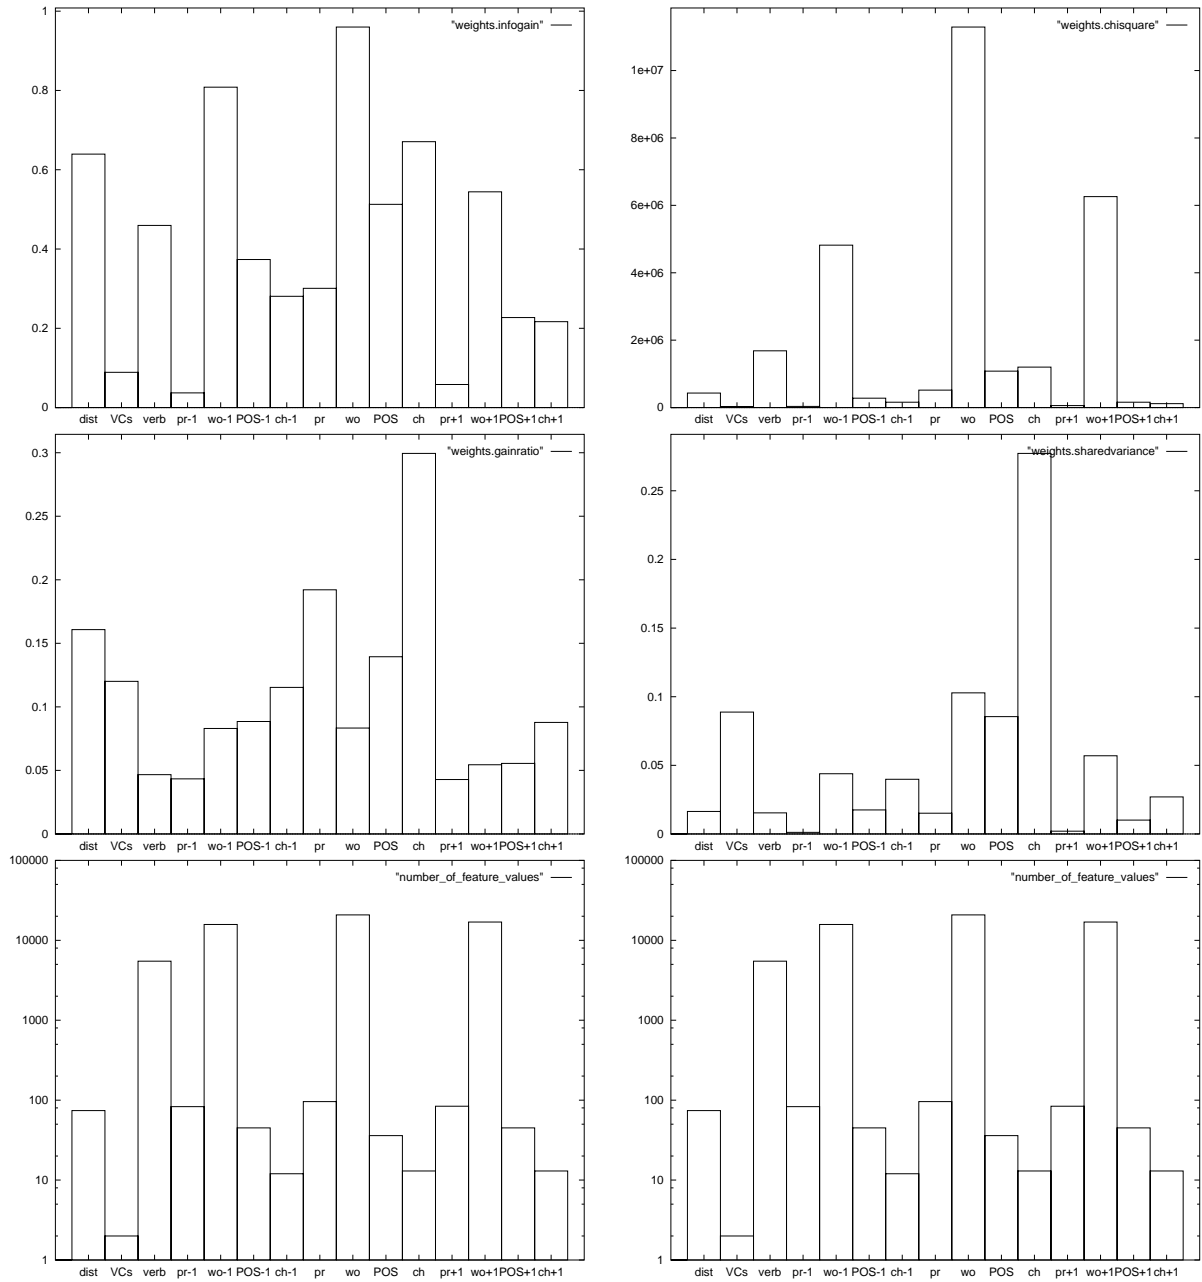 "weights.infogain"
1
0.8
0.6
0.4
0.2
0
dist VCs verb pr-1 wo-1 POS-1 ch-1 pr wo POS ch pr+1 wo+1 POS+1 ch+1
"weights.chisquare"
1e+07
8e+06
6e+06
4e+06
2e+06
0
dist VCs verb pr-1 wo-1 POS-1 ch-1 pr wo POS ch pr+1 wo+1 POS+1 ch+1
"weights.gainratio"
0.3
0.25
0.2
0.15
0.1
0.05
0
dist VCs verb pr-1 wo-1 POS-1 ch-1 pr wo POS ch pr+1 wo+1 POS+1 ch+1
"weights.sharedvariance"
0.25
0.2
0.15
0.1
0.05
0
dist VCs verb pr-1 wo-1 POS-1 ch-1 pr wo POS ch pr+1 wo+1 POS+1 ch+1
"number_of_feature_values"
100000
10000
1000
100
10
1
dist VCs verb pr-1 wo-1 POS-1 ch-1 pr wo POS ch pr+1 wo+1 POS+1 ch+1
"number_of_feature_values"
100000
10000
1000
100
10
1
dist VCs verb pr-1 wo-1 POS-1 ch-1 pr wo POS ch pr+1 wo+1 POS+1 ch+1